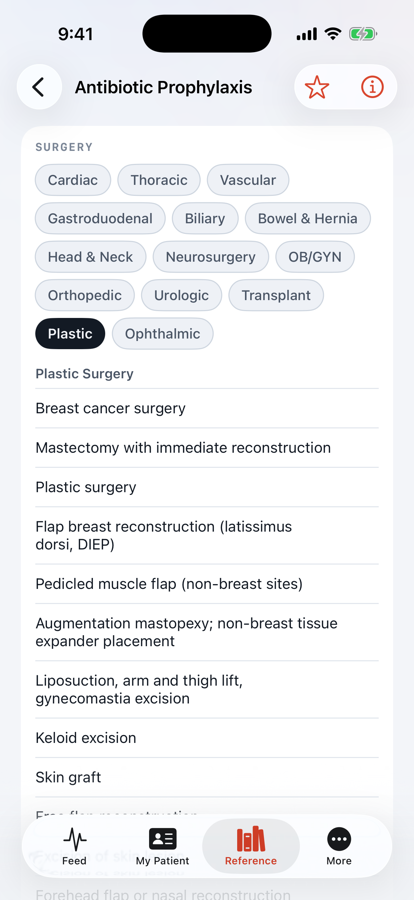 9:41
Antibiotic Prophylaxis
SURGERY
Cardiac Thoracic Vascular
Gastroduodenal Biliary Bowel & Hernia
Head & Neck Neurosurgery OB/GYN
Orthopedic Urologic Transplant
Plastic Ophthalmic
Plastic Surgery
Breast cancer surgery
Mastectomy with immediate reconstruction
Plastic surgery
Flap breast reconstruction (latissimus
dorsi, DIEP)
Pedicled muscle flap (non-breast sites)
Augmentation mastopexy; non-breast tissue
expander placement
Liposuction, arm and thigh lift,
gynecomastia excision
Keloid excision
Skin graft
Free flap reconstruction
Feed My Patient Reference More
Forehead flap or nasal reconstruction